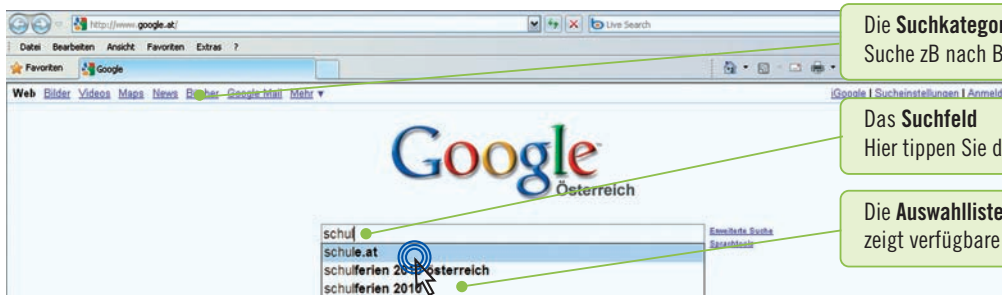 http://www.google.at/
Live Search
Datei Bearbeiten Ansicht Favoriten Extras ?
Favoriten Google
Web Bilder Videos Maps News Bücher Google Mail Mehr ▼
iGoogle | Sucheinstellungen | Anmeld
Google
Österreich
schul
schule.at
schulferien 2010 österreich
schulferien 2010
Erweiterte Suche
Sprachtools
Die Suchkategor
Suche zB nach B
Das Suchfeld
Hier tippen Sie d
Die Auswahlliste
zeigt verfügbare